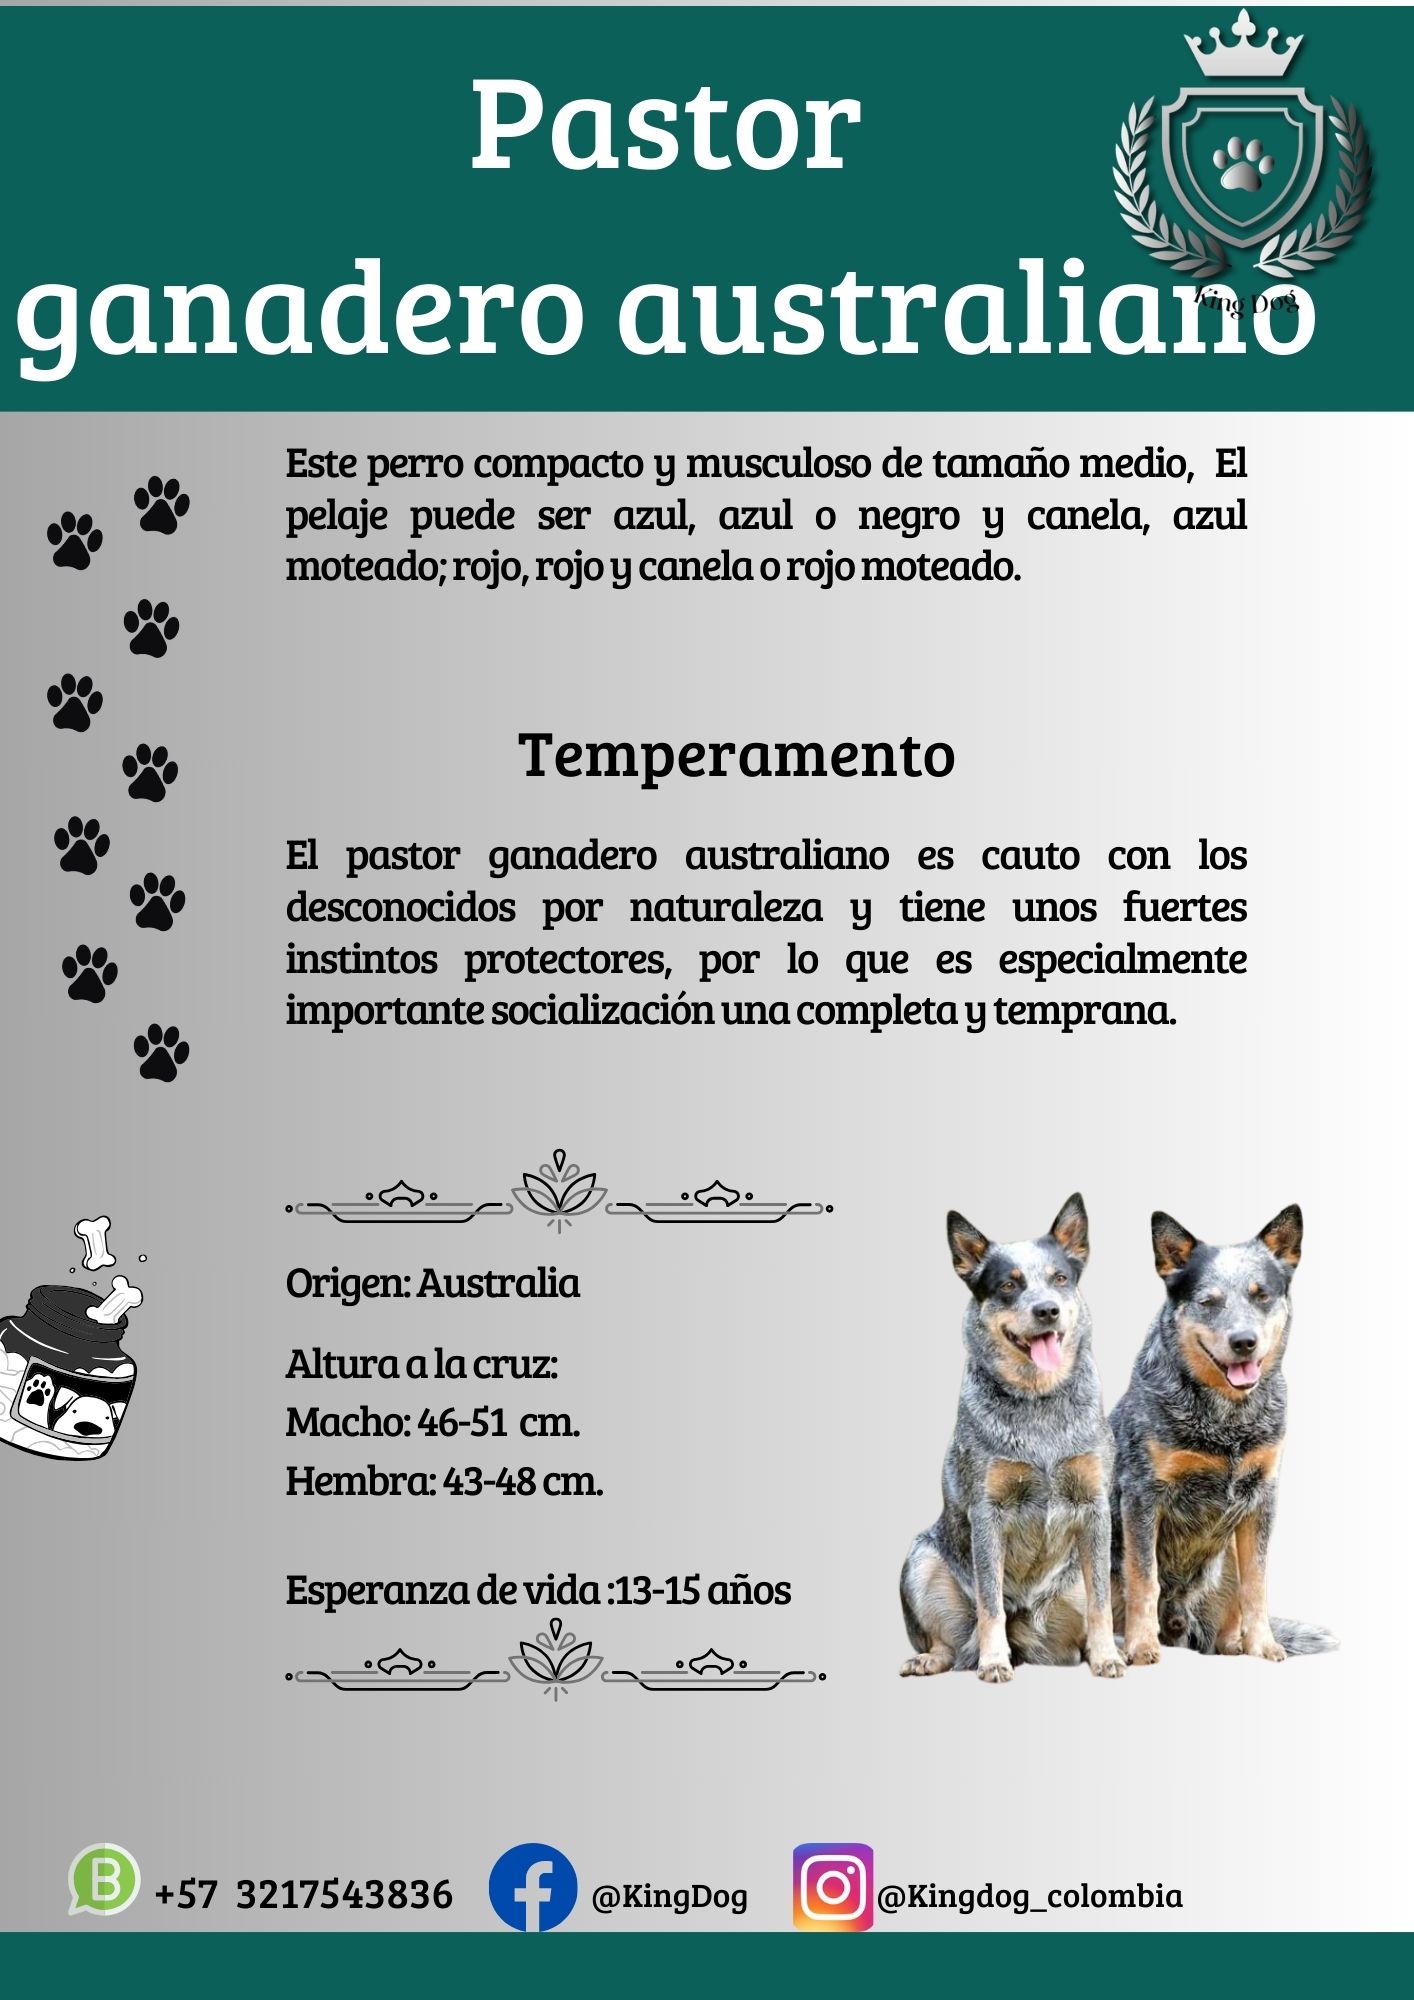 Pastor
ganadero australiano
King Dog
Este perro compacto y musculoso de tamaño medio, El
pelaje puede ser azul, azul o negro y canela, azul
moteado; rojo, rojo y canela o rojo moteado.
Temperamento
El pastor ganadero australiano es cauto con los
desconocidos por naturaleza y tiene unos fuertes
instintos protectores, por lo que es especialmente
importante socialización una completa y temprana.
Origen: Australia
Altura a la cruz:
Macho: 46-51 cm.
Hembra: 43-48 cm.
Esperanza de vida :13-15 años
B +57 3217543836 @KingDog @Kingdog_colombia